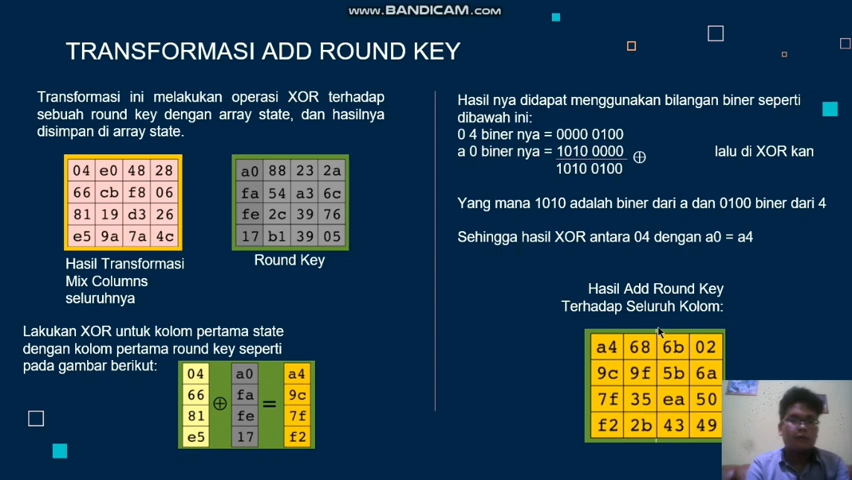 WWW.BANDICAM.COM
TRANSFORMASI ADD ROUND KEY
Transformasi ini melakukan operasi XOR terhadap
sebuah round key dengan array state, dan hasilnya
disimpan di array state.
04 e0 48 28
66 cb f8 06
81 19 d3 26
e5 9a 7a 4c
Hasil Transformasi
Mix Columns
seluruhnya
a0 88 23 2a
fa 54 a3 6c
fe 2c 39 76
17 b1 39 05
Round Key
Lakukan XOR untuk kolom pertama state
dengan kolom pertama round key seperti
pada gambar berikut:
04 a0 a4
66 ⊕ fa = 9c
81 fe 7f
e5 17 f2
Hasil nya didapat menggunakan bilangan biner seperti
dibawah ini:
0 4 biner nya = 0000 0100
a 0 biner nya = 1010 0000 ⊕ lalu di XOR kan
1010 0100
Yang mana 1010 adalah biner dari a dan 0100 biner dari 4
Sehingga hasil XOR antara 04 dengan a0 = a4
Hasil Add Round Key
Terhadap Seluruh Kolom:
a4 68 6b 02
9c 9f 5b 6a
7f 35 ea 50
f2 2b 43 49